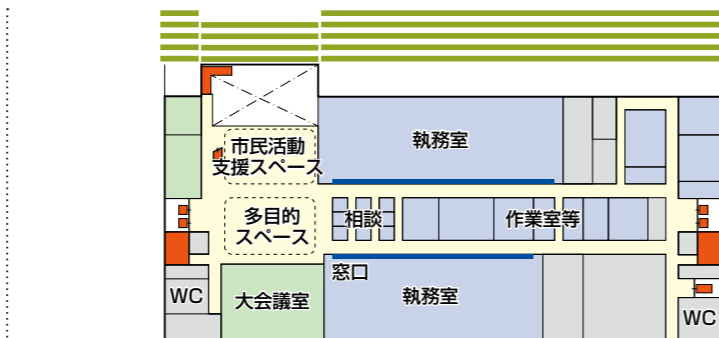 市民活動
支援スペース
執務室
多目的
スペース
相談
作業室等
窓口
WC
大会議室
執務室
WC